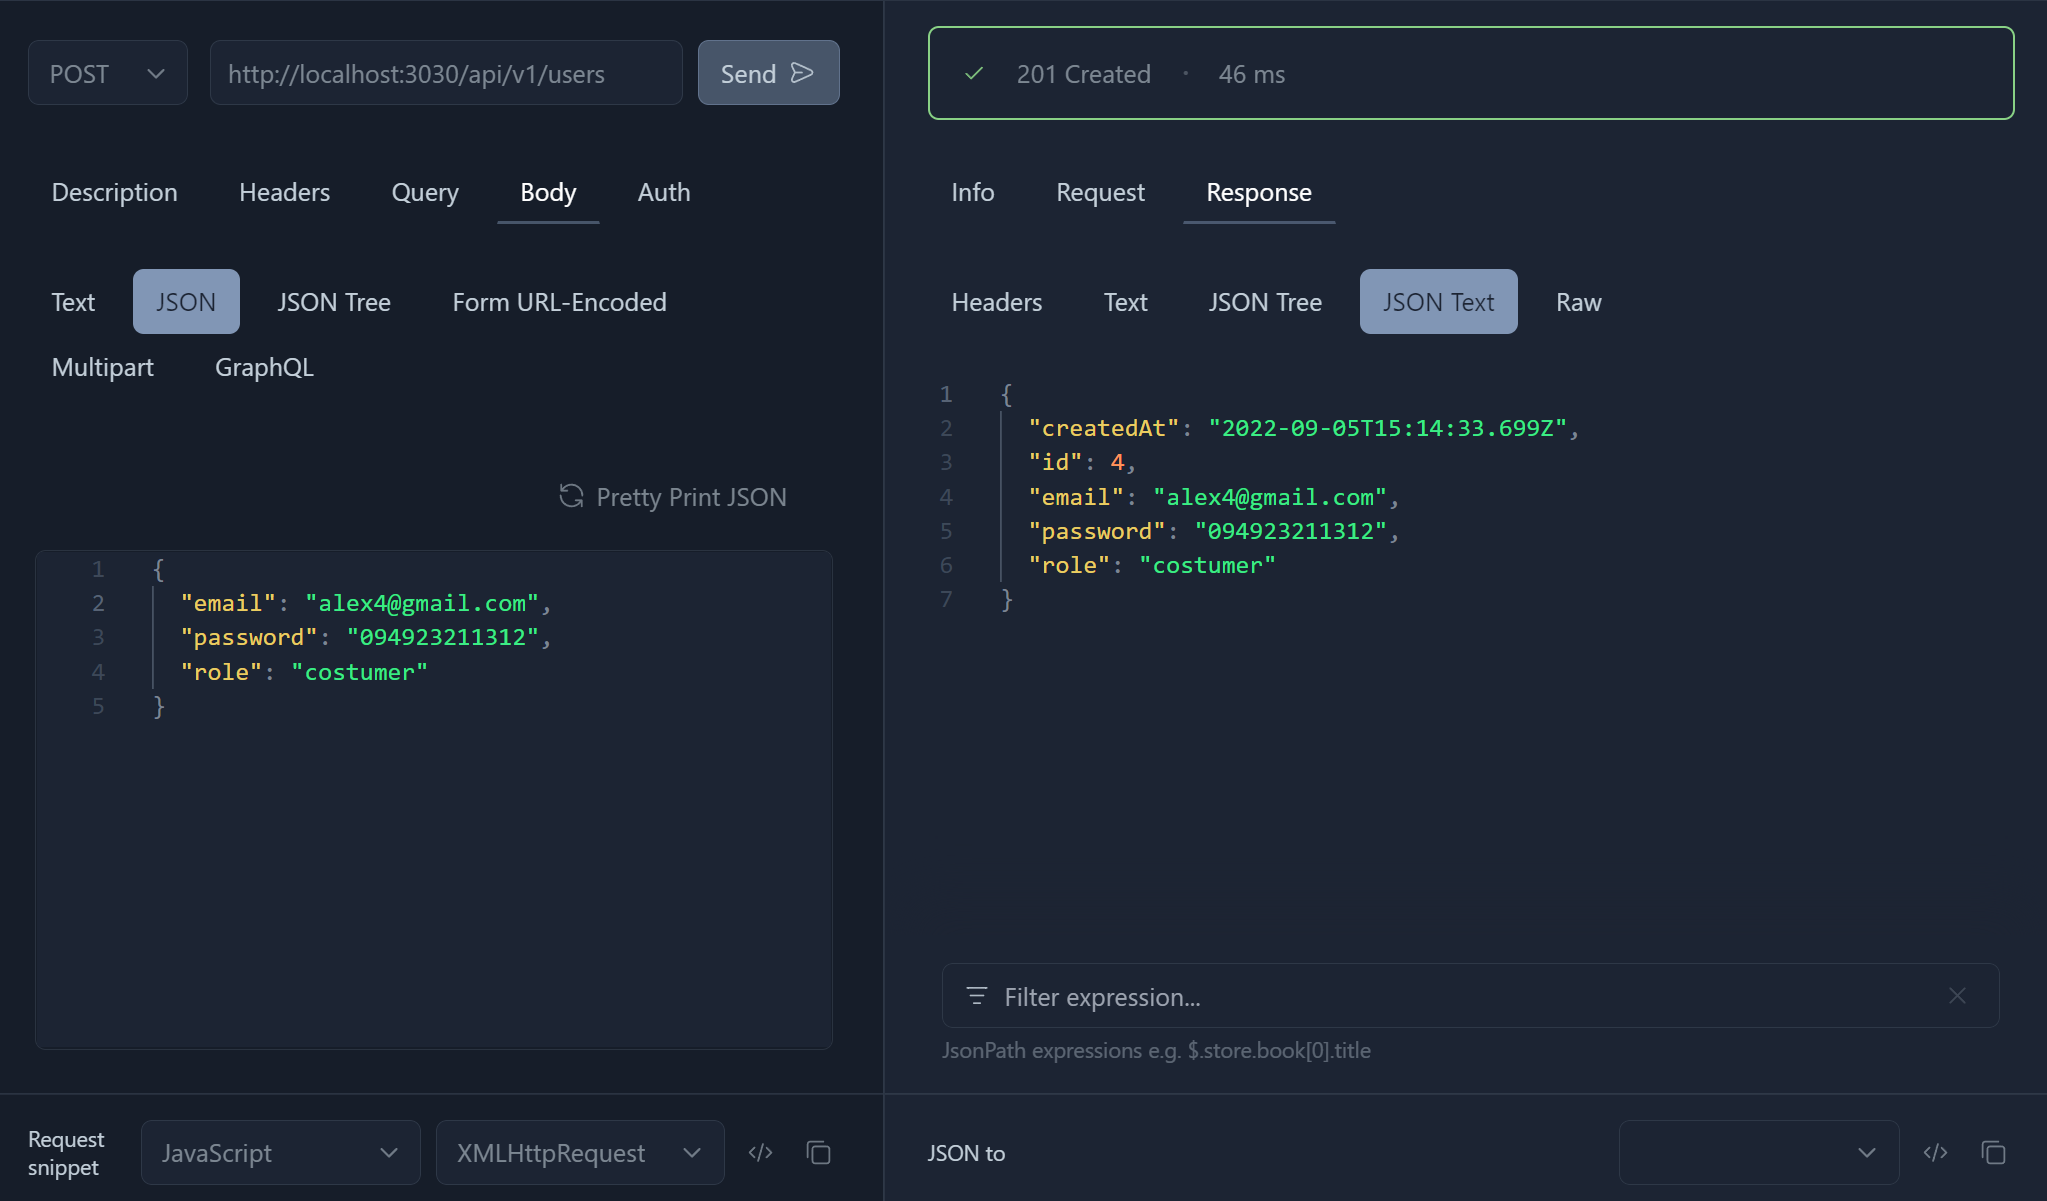 POST
http://localhost:3030/api/v1/users
Send
Description Headers Query Body Auth
Text JSON JSON Tree Form URL-Encoded
Multipart GraphQL
Pretty Print JSON
1 {
2 "email": "alex4@gmail.com",
3 "password": "094923211312",
4 "role": "costumer"
5 }
Request
snippet
JavaScript
XMLHttpRequest
</>
201 Created · 46 ms
Info Request Response
Headers Text JSON Tree JSON Text Raw
1 {
2 "createdAt": "2022-09-05T15:14:33.699Z",
3 "id": 4,
4 "email": "alex4@gmail.com",
5 "password": "094923211312",
6 "role": "costumer"
7 }
Filter expression...
JsonPath expressions e.g. $.store.book[0].title
JSON to
</>